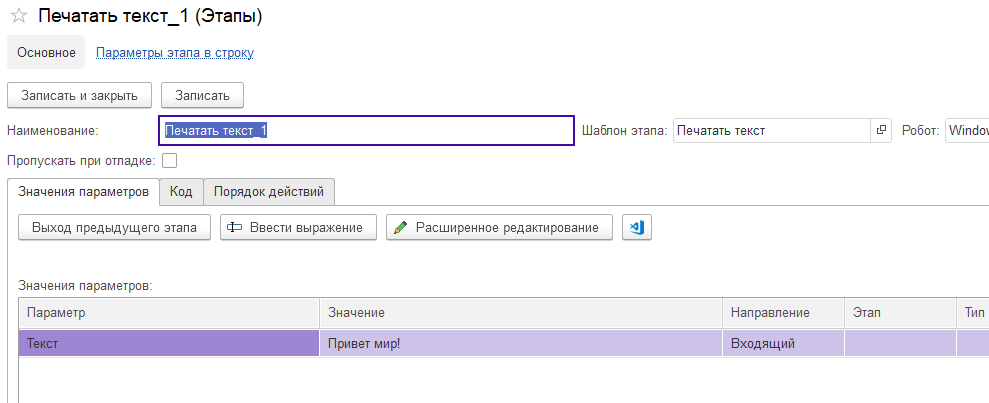 Печатать текст_1 (Этапы)
Основное Параметры этапа в строку
Записать и закрыть Записать
Наименование: Печатать текст_1 Шаблон этапа: Печатать текст Робот: Window
Пропускать при отладке:
Значения параметров Код Порядок действий
Выход предыдущего этапа Ввести выражение Расширенное редактирование
Значения параметров:
Параметр Значение Направление Этап Тип
Текст Привет мир! Входящий